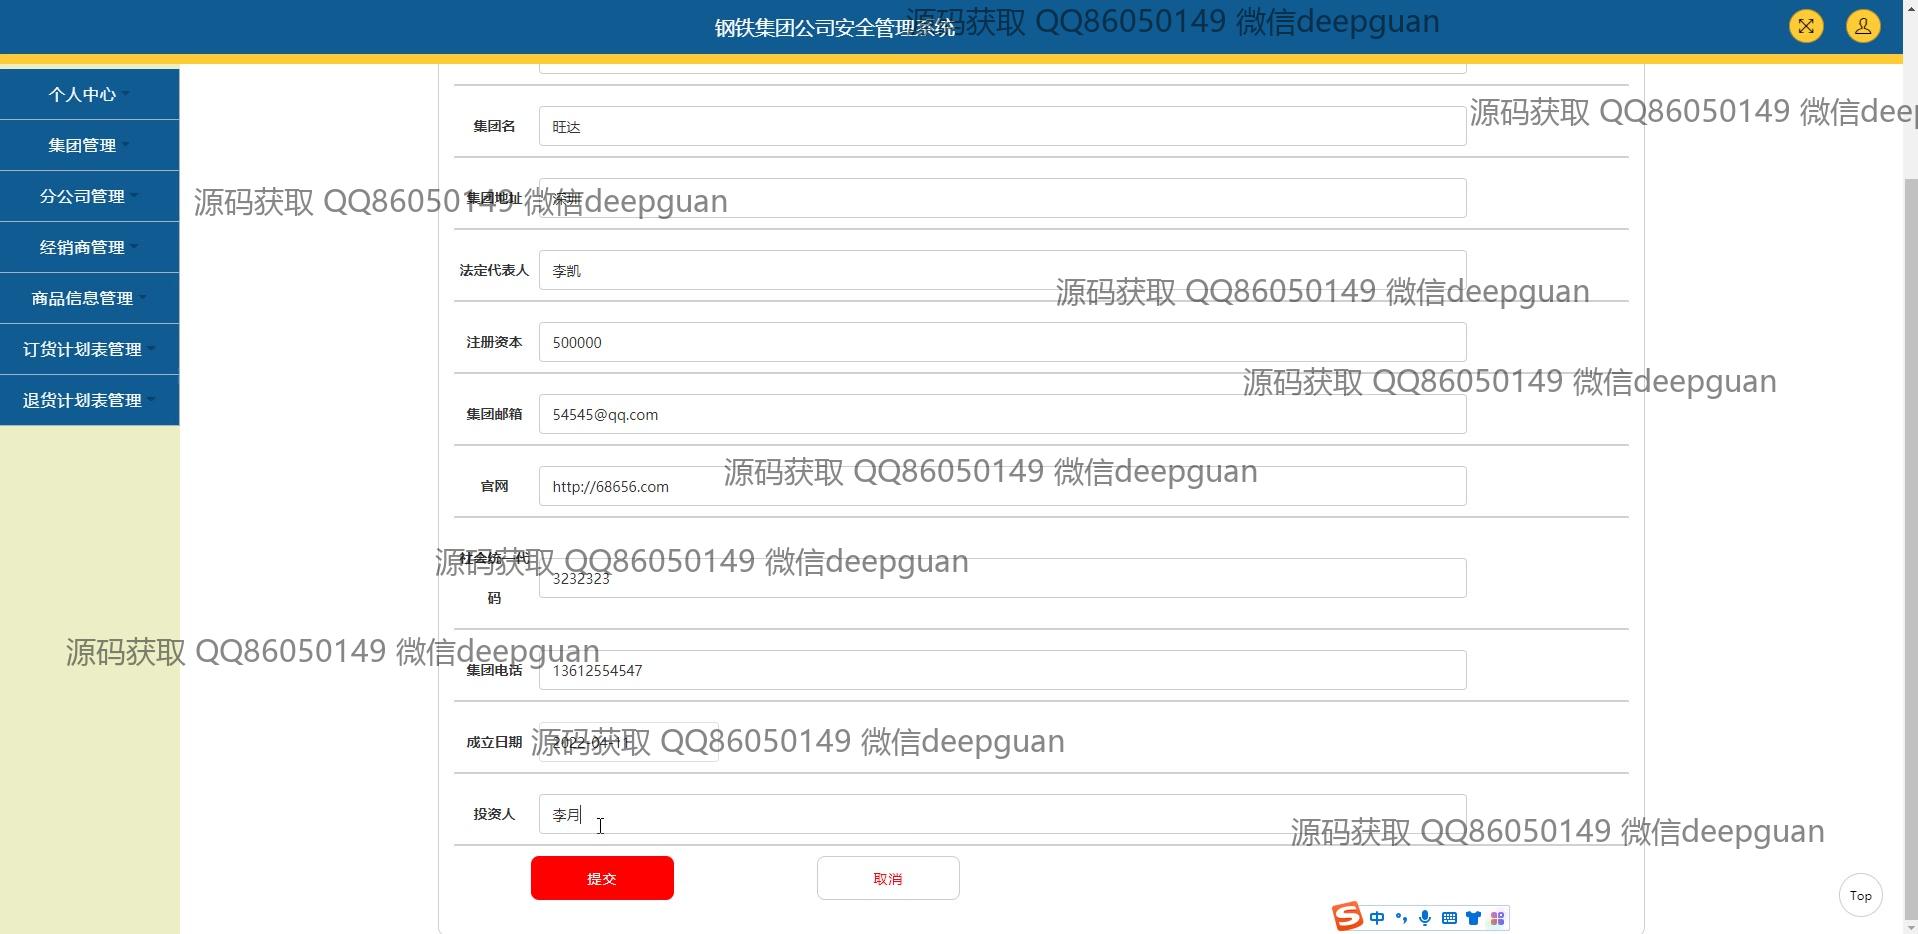 钢铁集团公司安全管理系统
源码获取 QQ86050149 微信deepguan
个人中心
集团管理
分公司管理
经销商管理
商品信息管理
订货计划表管理
退货计划表管理
集团名
旺达
源码获取 QQ86050149 微信deep
集团地址
深圳
源码获取 QQ86050149 微信deepguan
法定代表人
李凯
源码获取 QQ86050149 微信deepguan
注册资本
500000
源码获取 QQ86050149 微信deepguan
集团邮箱
54545@qq.com
官网
http://68656.com
源码获取 QQ86050149 微信deepguan
社会统一代
码
3232323
源码获取 QQ86050149 微信deepguan
集团电话
13612554547
源码获取 QQ86050149 微信deepguan
成立日期
2022-04-11
源码获取 QQ86050149 微信deepguan
投资人
李月
源码获取 QQ86050149 微信deepguan
提交
取消
Top
中